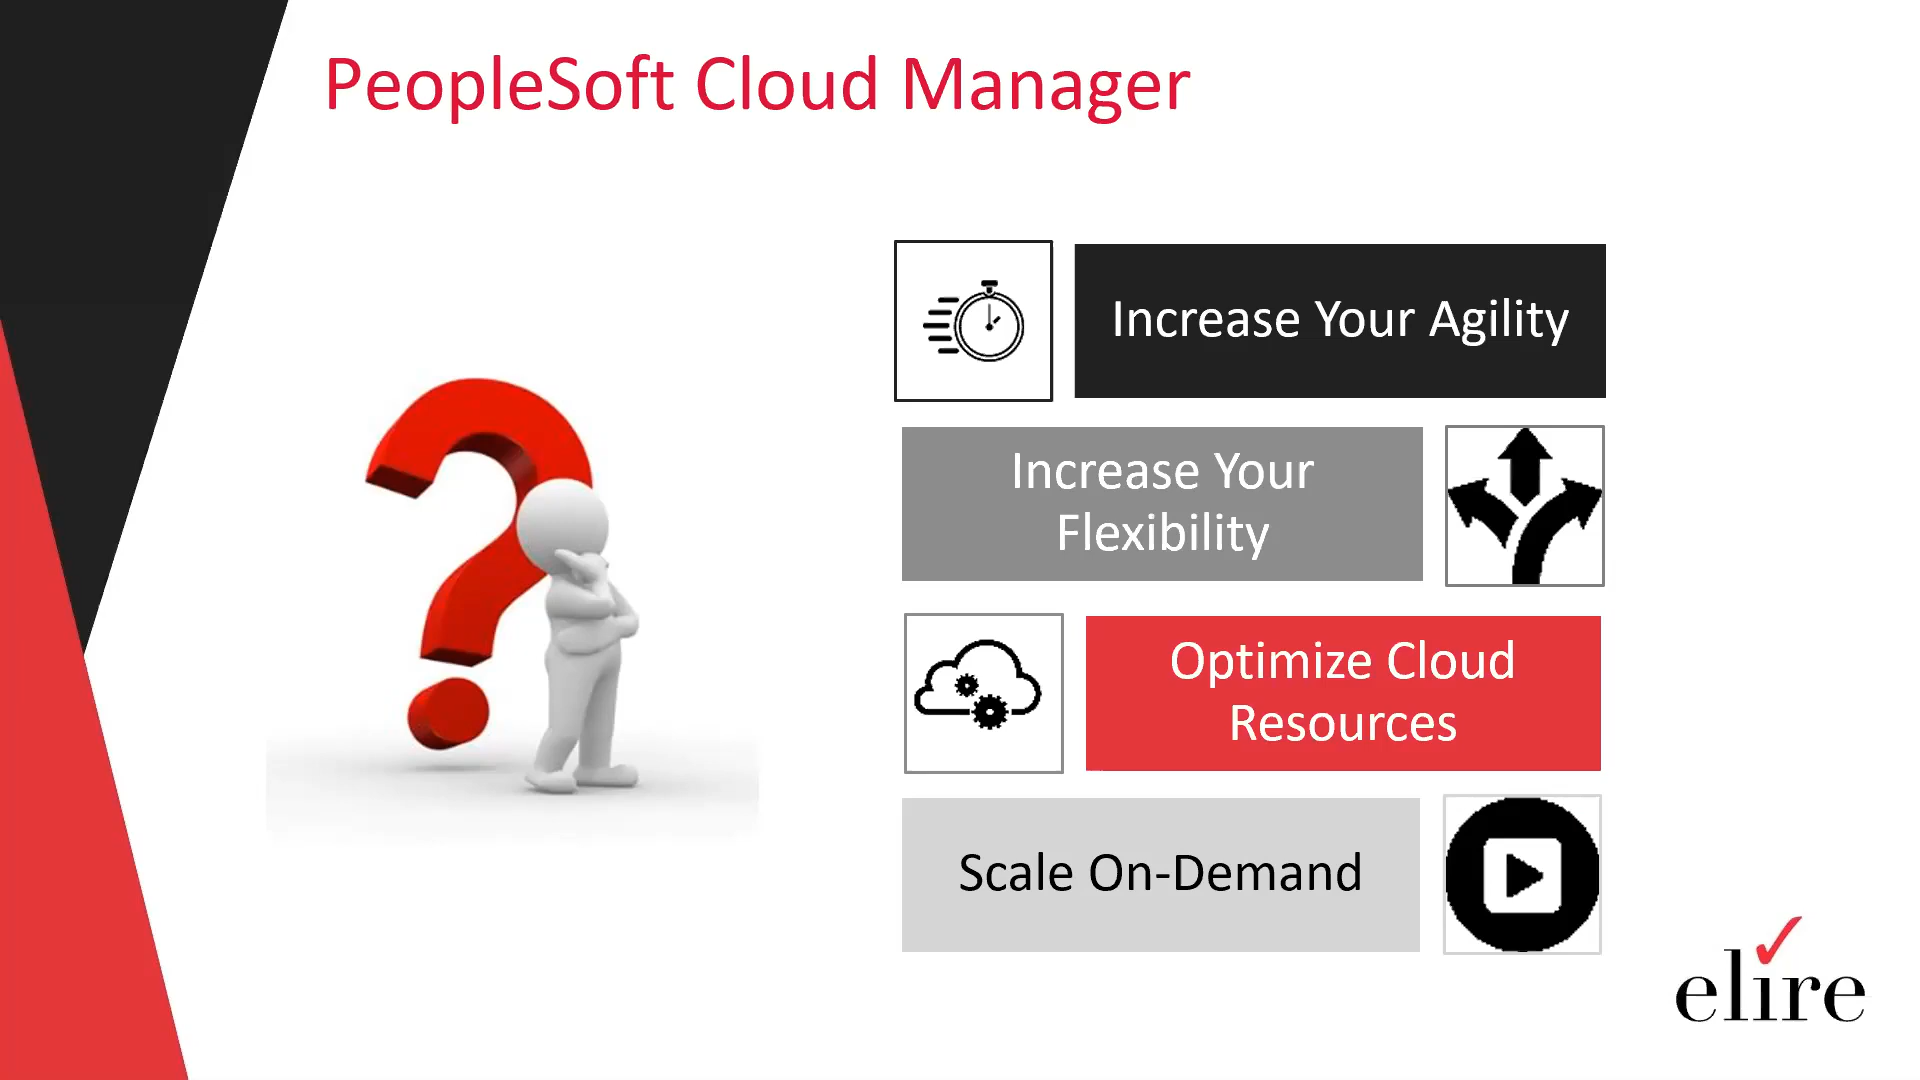 PeopleSoft Cloud Manager
Increase Your Agility
Increase Your
Flexibility
Optimize Cloud
Resources
Scale On-Demand
elire